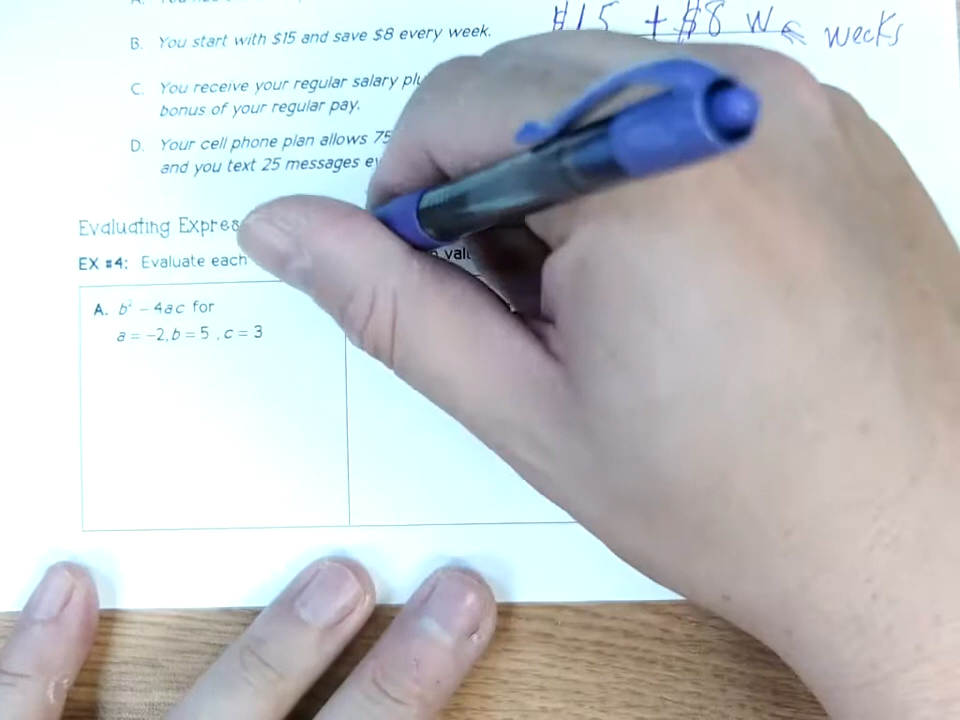 $15 + $8 w weeks
B. You start with $15 and save $8 every week.
C. You receive your regular salary
bonus of your regular pay.
D. Your cell phone plan allows 75
and you text 25 messages
Evaluating
EX #4: Evaluate each
A. b² - 4ac for
a = -2, b = 5, c = 3